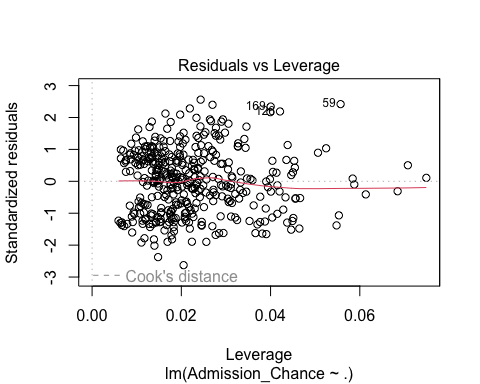 Residuals vs Leverage
Standardized residuals
3
2
1
0
-1
-2
-3
169
59
Cook's distance
0.00 0.02 0.04 0.06
Leverage
lm(Admission_Chance ~ .)